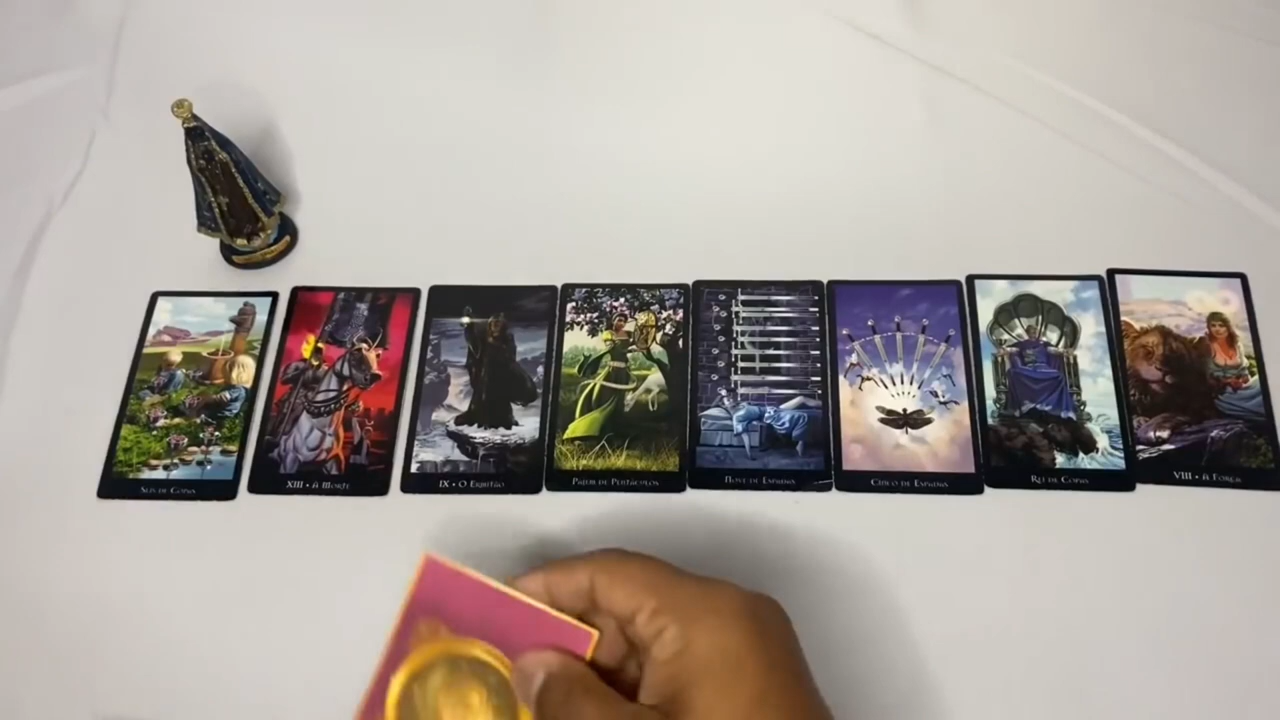 Seis de Copas
XIII • A Morte
IX • O Eremitão
Pajem de Pentáculos
Nove de Espadas
Cinco de Espadas
Rei de Copas
VIII • A Força